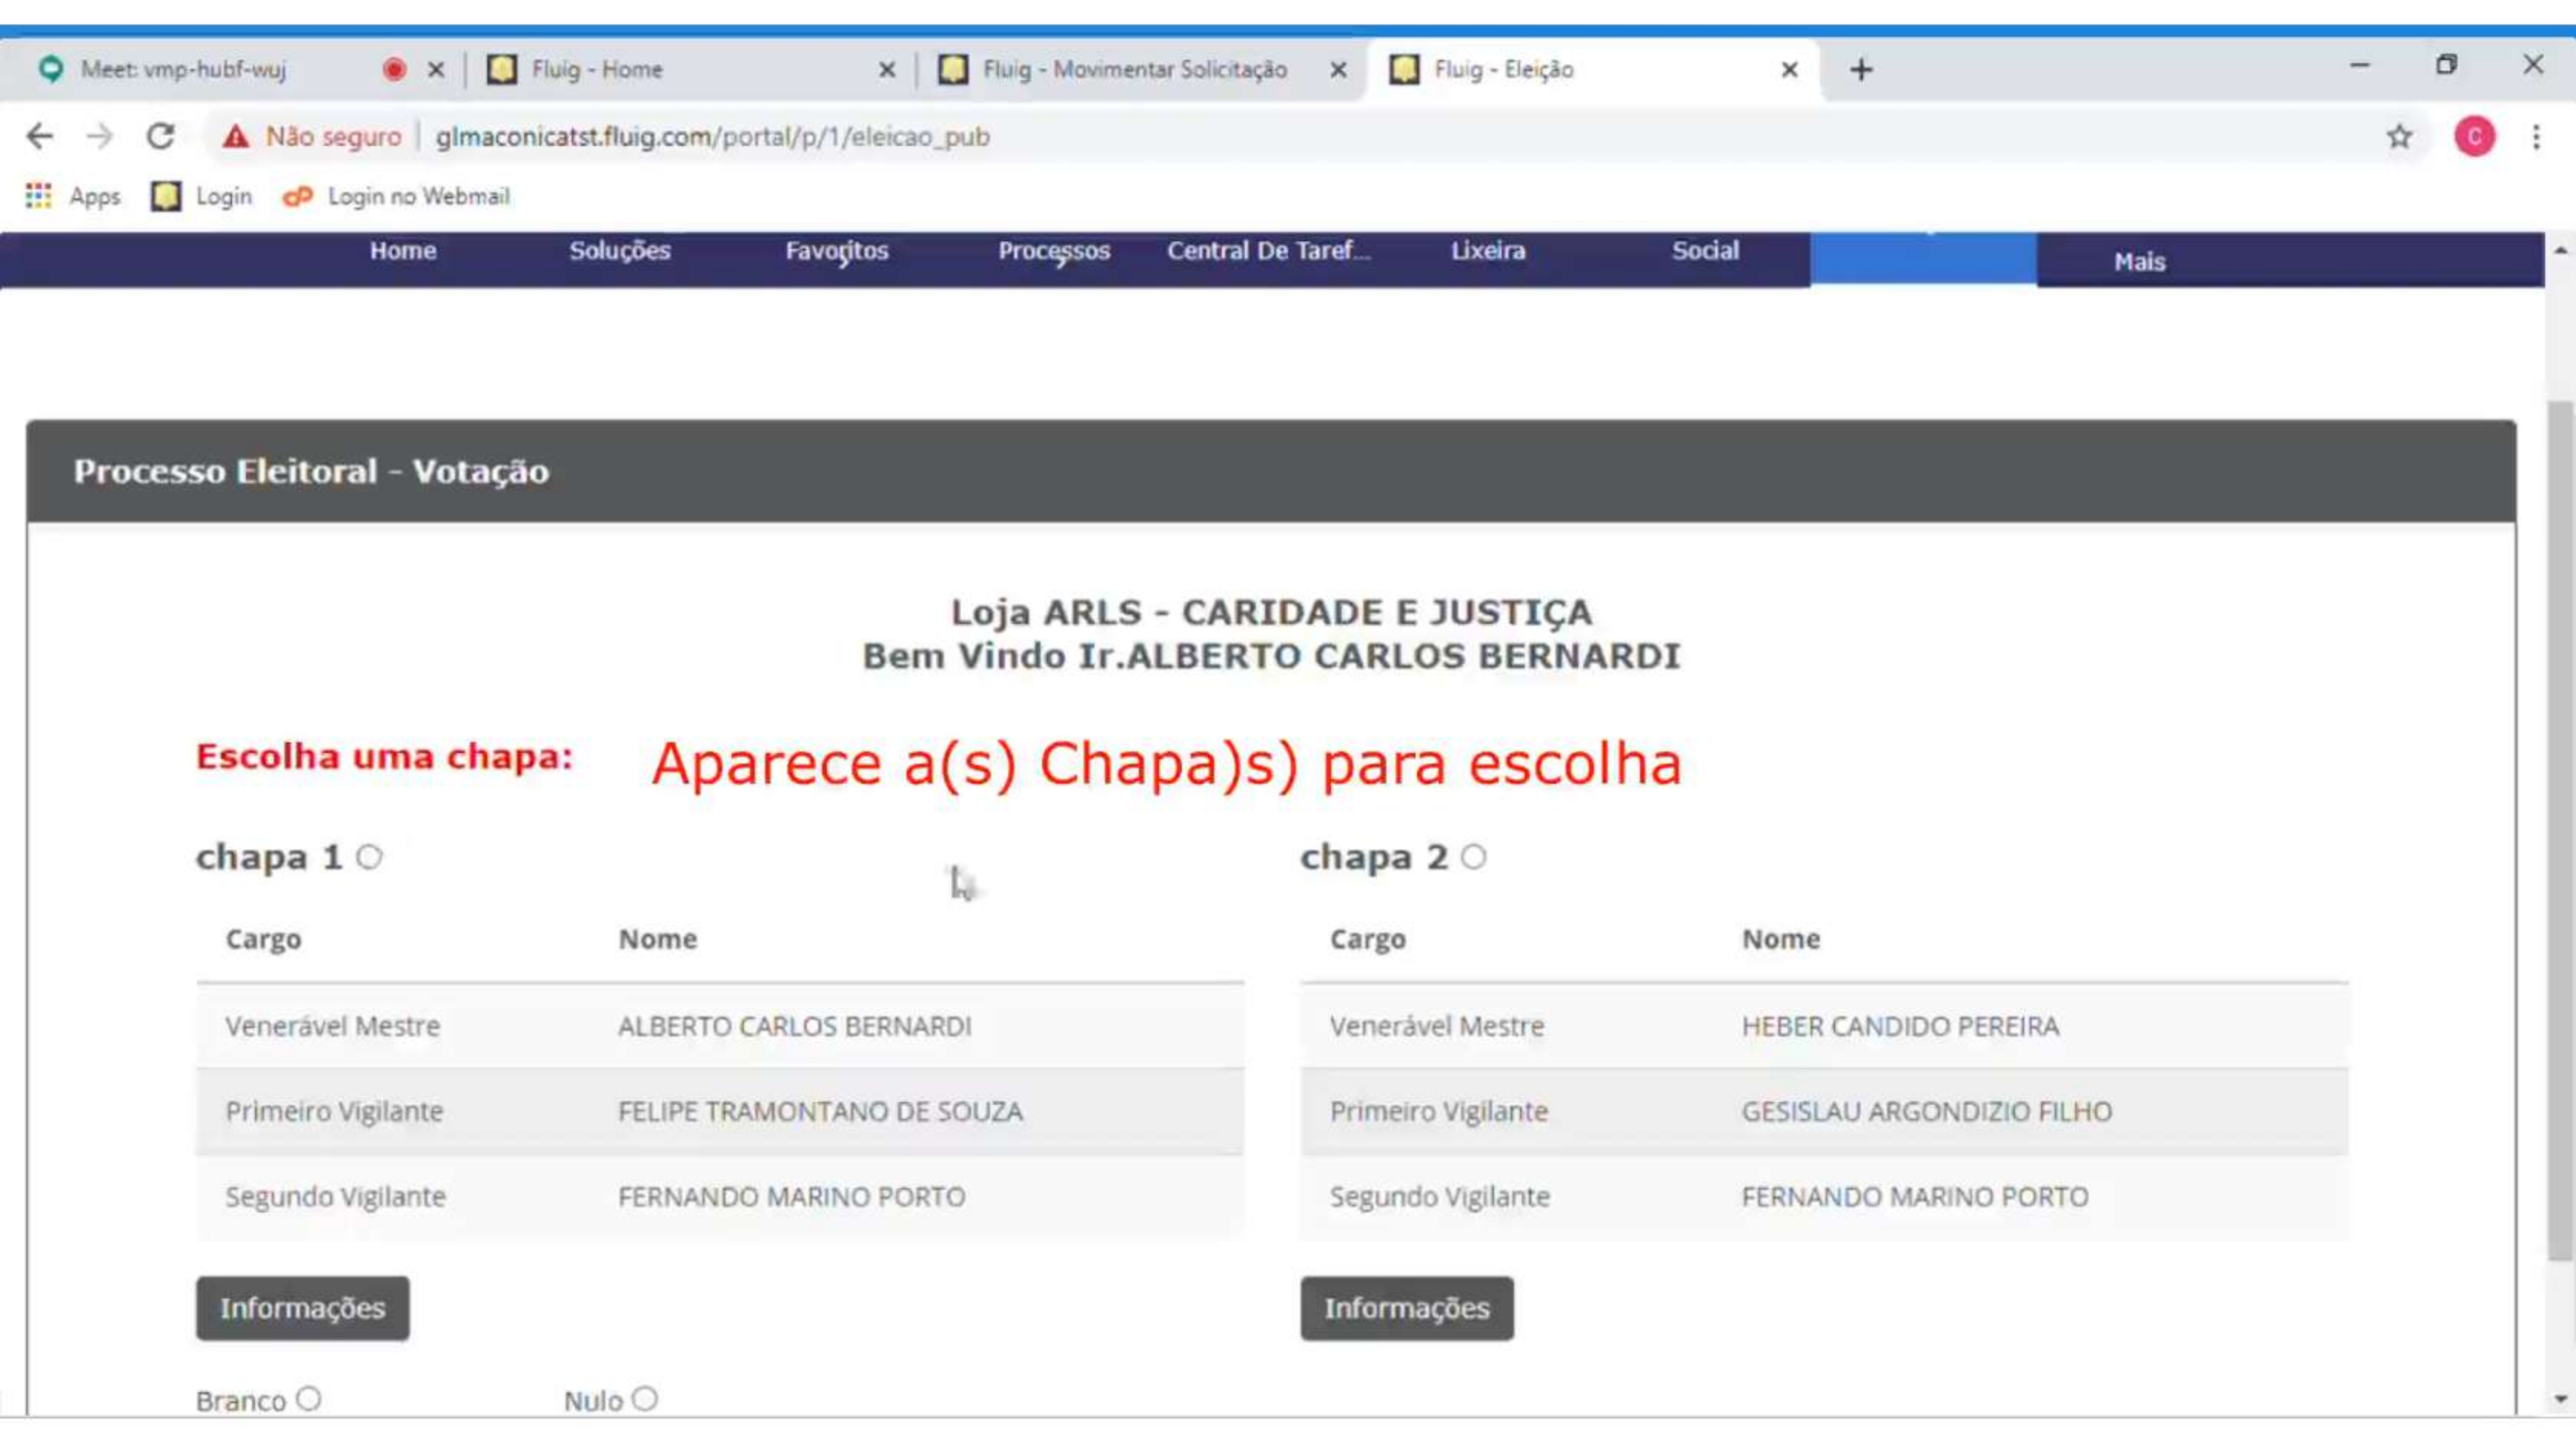 Meet: vmp-hubf-wuj Fluig - Home Fluig - Movimentar Solicitação Fluig - Eleição
Não seguro glmaconicatst.fluig.com/portal/p/1/eleicao_pub C
Apps Login cP Login no Webmail
Home Soluções Favoritos Processos Central De Taref... Lixeira Social Mais
Processo Eleitoral - Votação
Loja ARLS - CARIDADE E JUSTIÇA
Bem Vindo Ir.ALBERTO CARLOS BERNARDI
Escolha uma chapa: Aparece a(s) Chapa)s) para escolha
chapa 1 chapa 2
Cargo Nome Cargo Nome
Venerável Mestre ALBERTO CARLOS BERNARDI Venerável Mestre HEBER CANDIDO PEREIRA
Primeiro Vigilante FELIPE TRAMONTANO DE SOUZA Primeiro Vigilante GESISLAU ARGONDIZIO FILHO
Segundo Vigilante FERNANDO MARINO PORTO Segundo Vigilante FERNANDO MARINO PORTO
Informações Informações
Branco Nulo